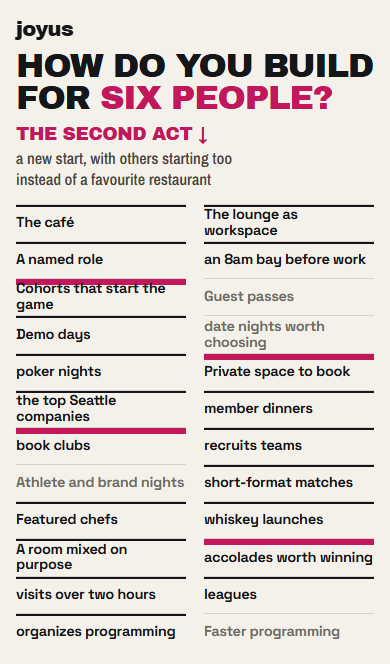 joyus
HOW DO YOU BUILD
FOR SIX PEOPLE?
THE SECOND ACT ↓
a new start, with others starting too
instead of a favourite restaurant
The café
A named role
Cohorts that start the
game
Demo days
poker nights
the top Seattle
companies
book clubs
Athlete and brand nights
Featured chefs
A room mixed on
purpose
visits over two hours
organizes programming
The lounge as
workspace
an 8am bay before work
Guest passes
date nights worth
choosing
Private space to book
member dinners
recruits teams
short-format matches
whiskey launches
accolades worth winning
leagues
Faster programming